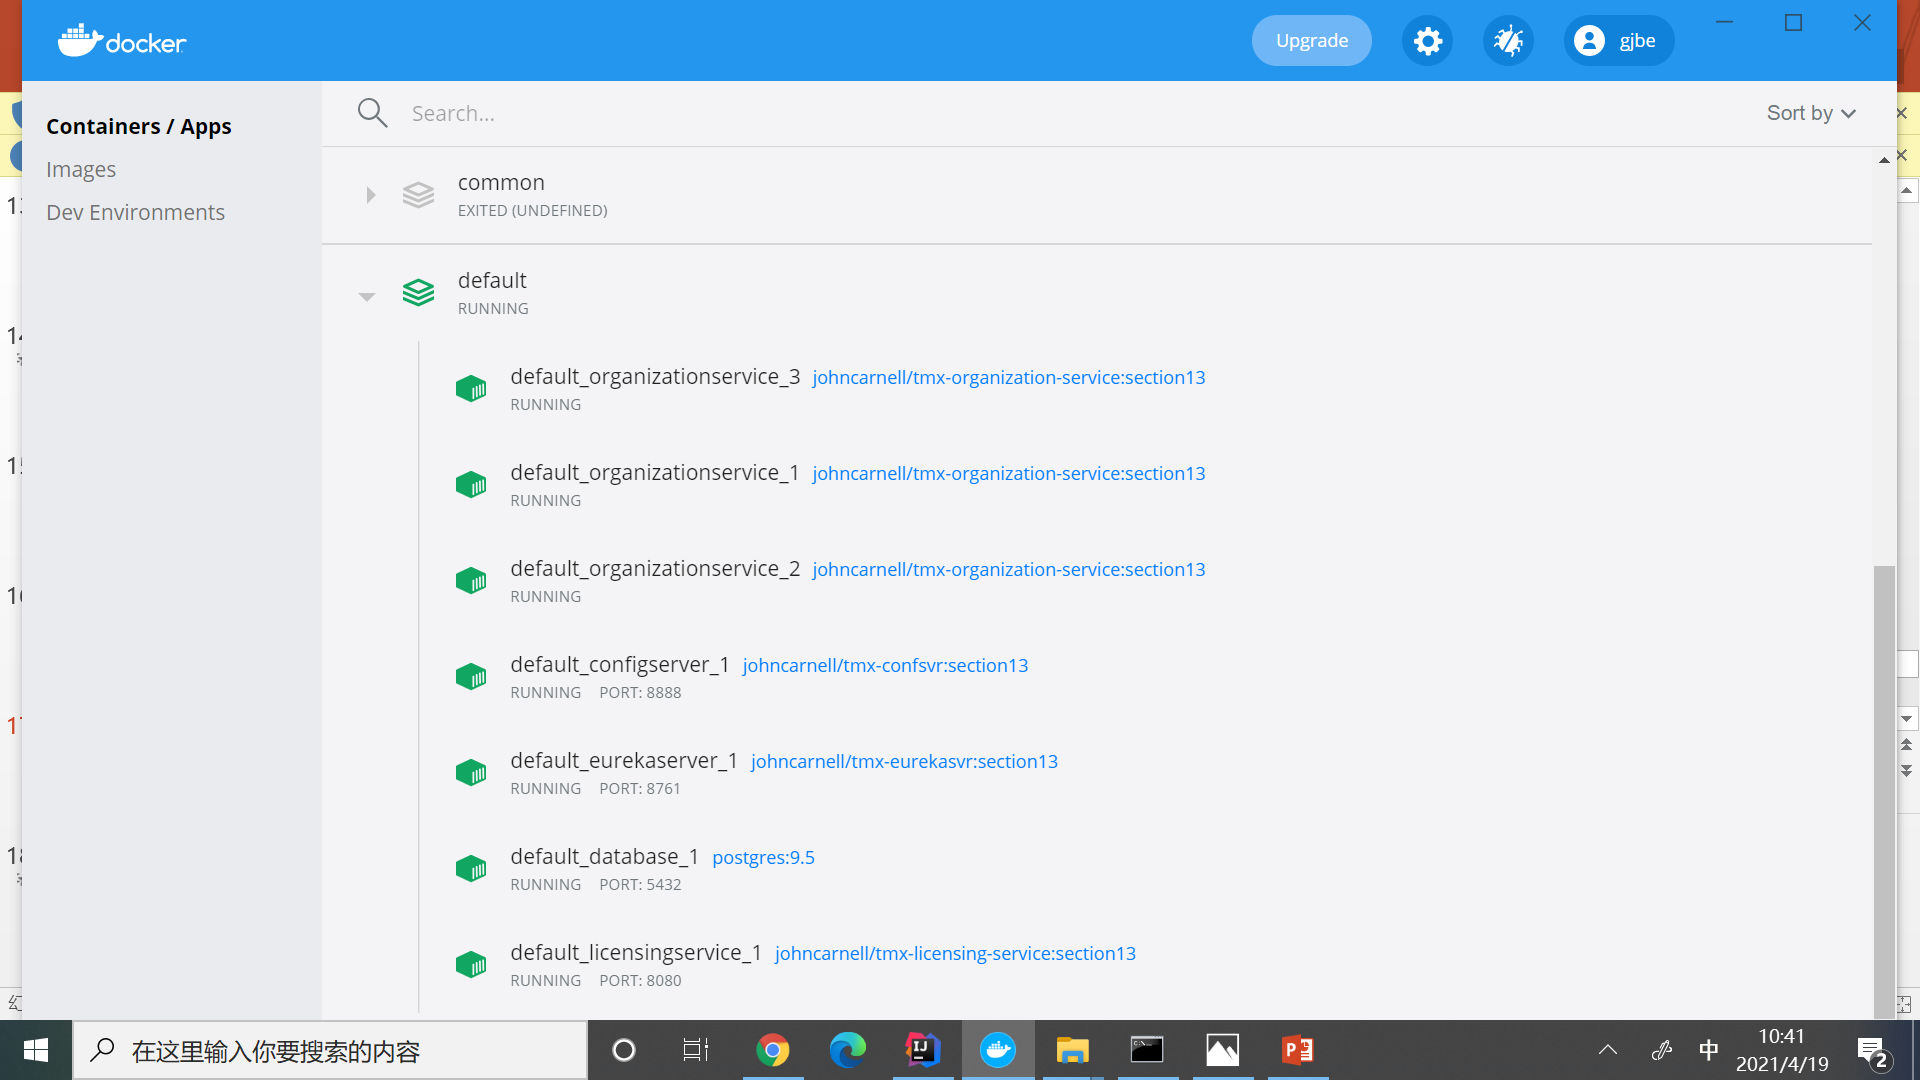 docker
Upgrade
gjbe
Containers / Apps
Images
Dev Environments
Search...
Sort by
common
EXITED (UNDEFINED)
default
RUNNING
default_organizationservice_3 johncarnell/tmx-organization-service:section13
RUNNING
default_organizationservice_1 johncarnell/tmx-organization-service:section13
RUNNING
default_organizationservice_2 johncarnell/tmx-organization-service:section13
RUNNING
default_configserver_1 johncarnell/tmx-confsvr:section13
RUNNING PORT: 8888
default_eurekaserver_1 johncarnell/tmx-eurekasvr:section13
RUNNING PORT: 8761
default_database_1 postgres:9.5
RUNNING PORT: 5432
default_licensingservice_1 johncarnell/tmx-licensing-service:section13
RUNNING PORT: 8080
在这里输入你要搜索的内容
中
10:41
2021/4/19
2